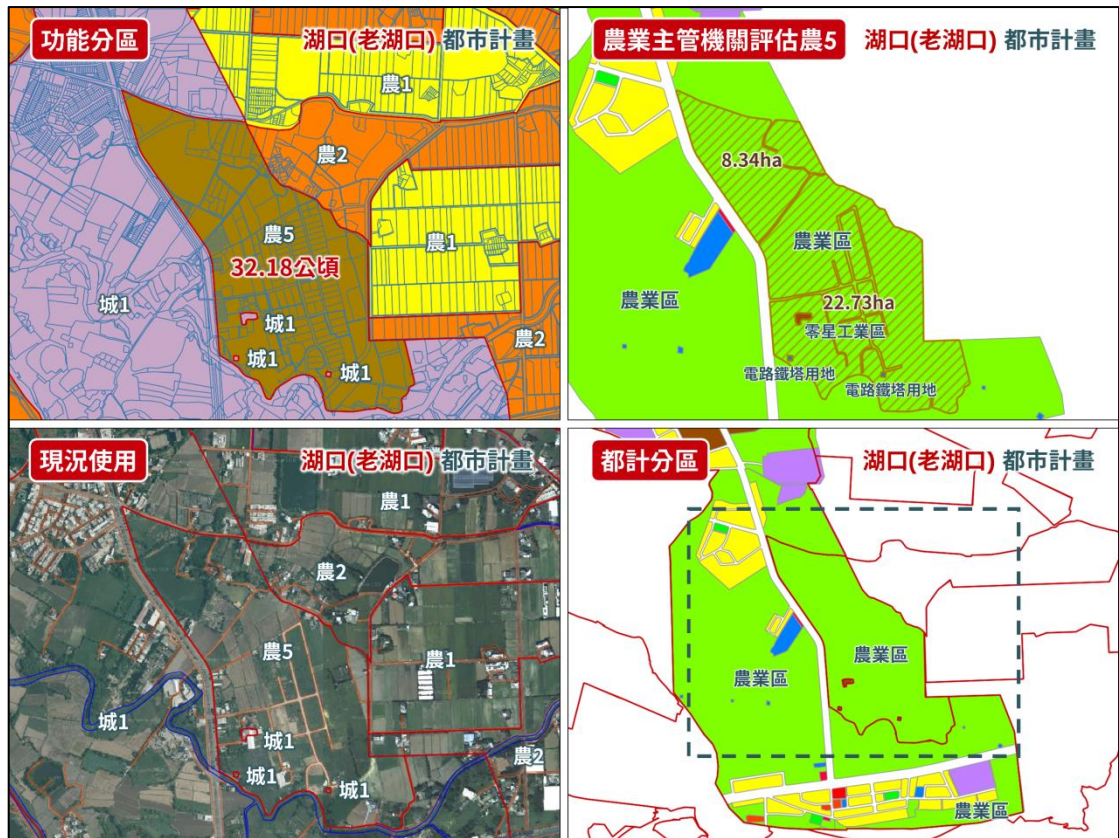 功能分區
湖口(老湖口) 都市計畫
農1
農2
農5
32.18公頃
農1
城1
城1
城1
城1
農2
農業主管機關評估農5
湖口(老湖口) 都市計畫
8.34ha
農業區
農業區
22.73ha
零星工業區
電路鐵塔用地
電路鐵塔用地
現況使用
湖口(老湖口) 都市計畫
農1
農2
農5
農1
城1
城1
城1
城1
農2
都計分區
湖口(老湖口) 都市計畫
農業區
農業區
農業區